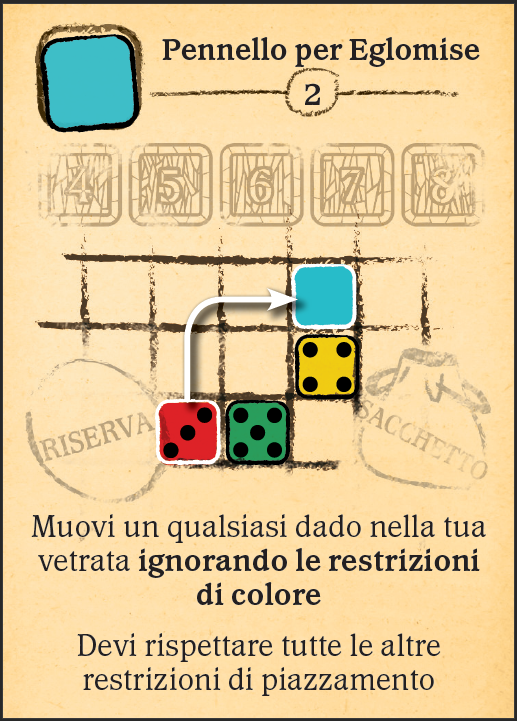 Pennello per Eglomise
2
4 5 6 7 8
RISERVA
SACCHETTO
Muovi un qualsiasi dado nella tua
vetrata ignorando le restrizioni
di colore
Devi rispettare tutte le altre
restrizioni di piazzamento